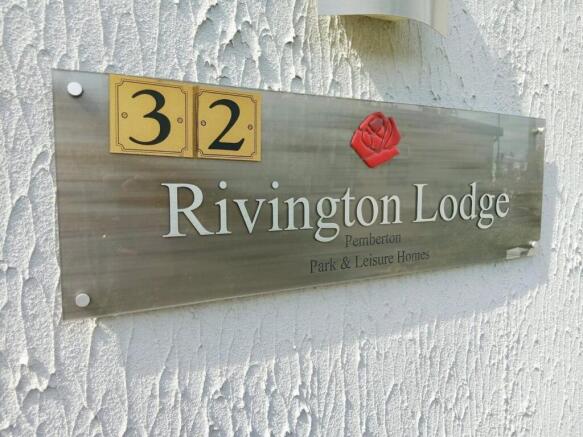 32
Rivington Lodge
Pemberton
Park & Leisure Homes